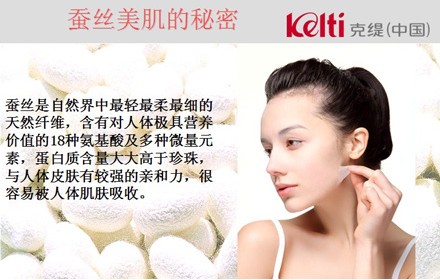 蚕丝美肌的秘密
Kelti 克缇(中国)
蚕丝是自然界中最轻最柔最细的
天然纤维，含有对人体极具营养
价值的18种氨基酸及多种微量元
素，蛋白质含量大大高于珍珠，
与人体皮肤有较强的亲和力，很
容易被人体肌肤吸收。